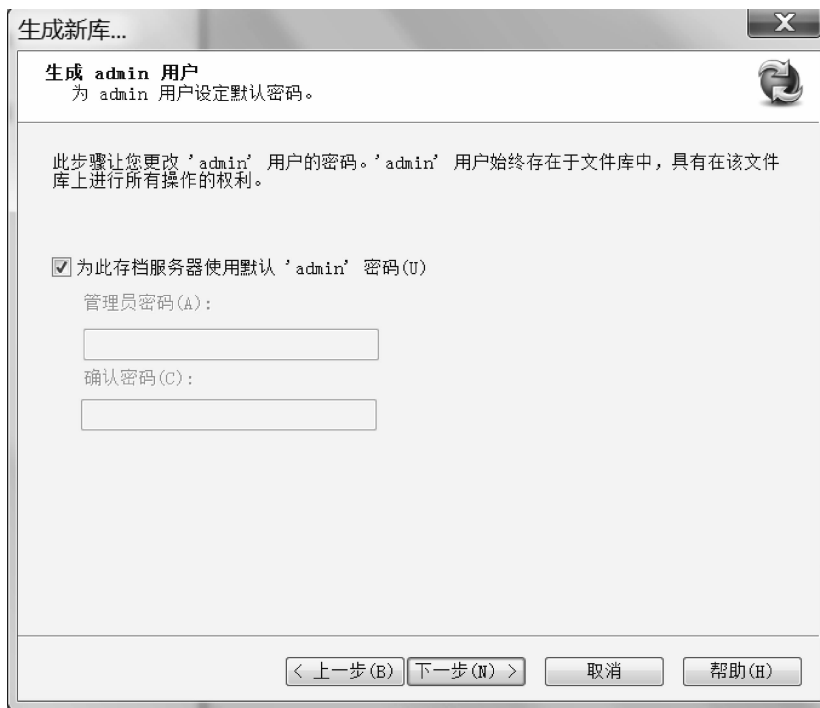 生成新库...
生成 admin 用户
为 admin 用户设定默认密码。
此步骤让您更改 'admin' 用户的密码。'admin' 用户始终存在于文件库中，具有在该文件
库上进行所有操作的权利。
为此存档服务器使用默认 'admin' 密码(U)
管理员密码(A):
确认密码(C):
< 上一步(B) 下一步(N) > 取消 帮助(H)